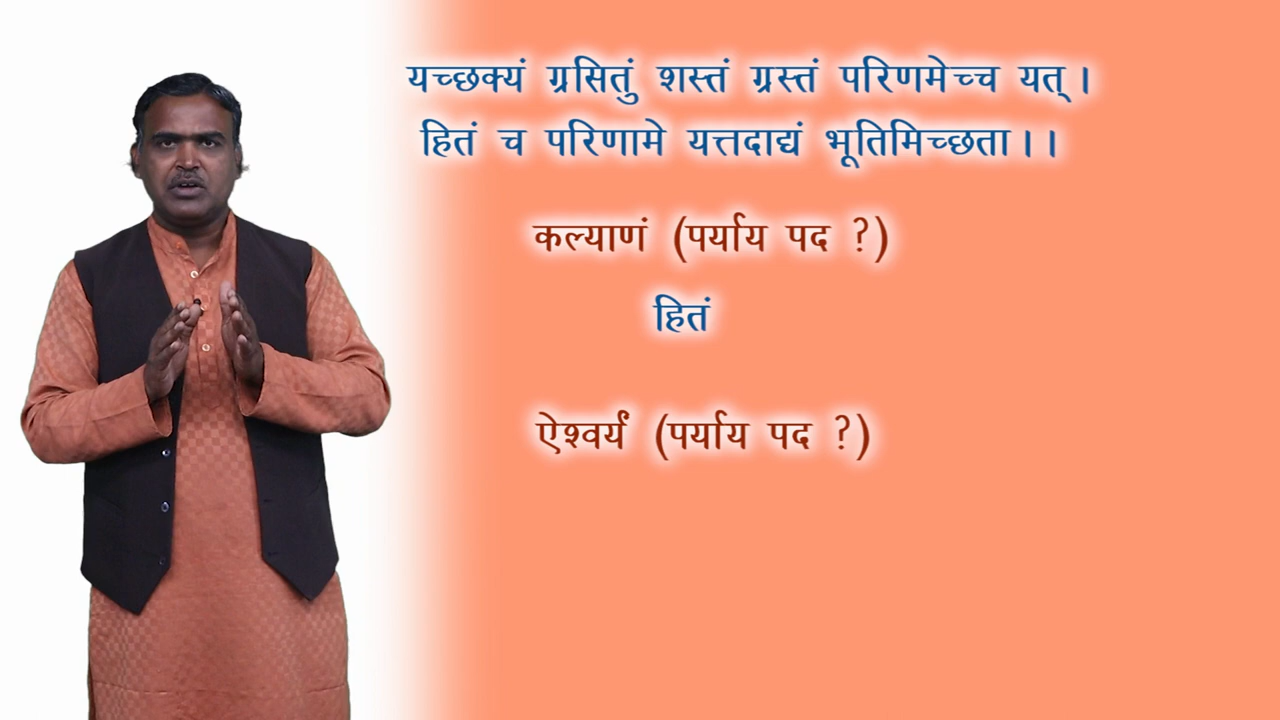 यच्छक्यं ग्रसितुं शस्तं ग्रस्तं परिणमेच्च यत्।
हितं च परिणामे यत्तदाद्यं भूतिमिच्छता।।
कल्याणं (पर्याय पद ?)
हितं
ऐश्वर्यं (पर्याय पद ?)